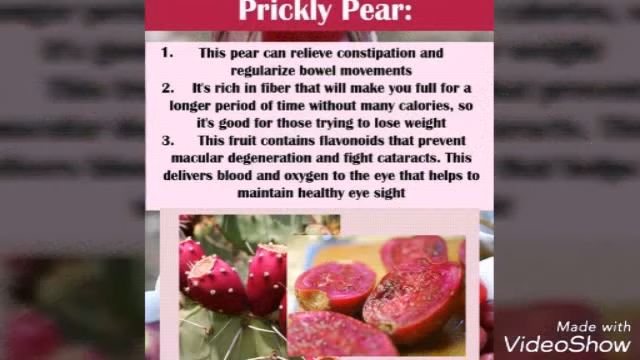 Prickly Pear:
1. This pear can relieve constipation and
regularize bowel movements
2. It's rich in fiber that will make you full for a
longer period of time without many calories, so
it's good for those trying to lose weight
3. This fruit contains flavonoids that prevent
macular degeneration and fight cataracts. This
delivers blood and oxygen to the eye that helps to
maintain healthy eye sight
Made with
VideoShow